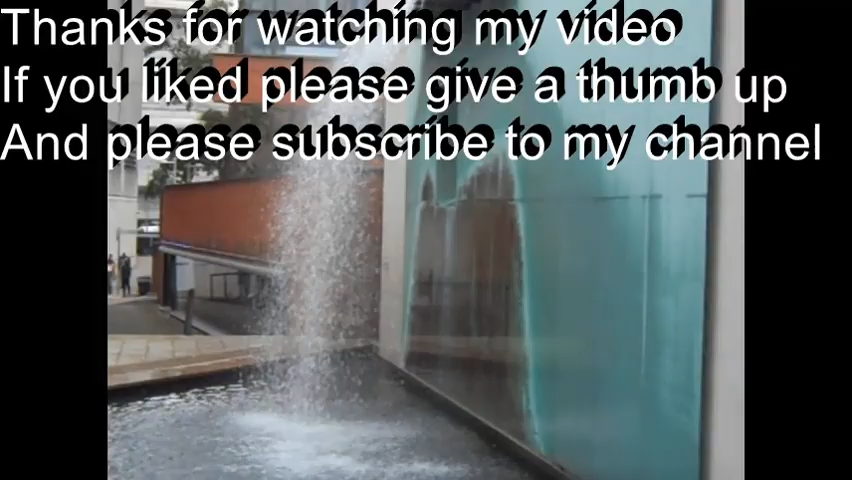 Thanks for watching my video
If you liked please give a thumb up
And please subscribe to my channel